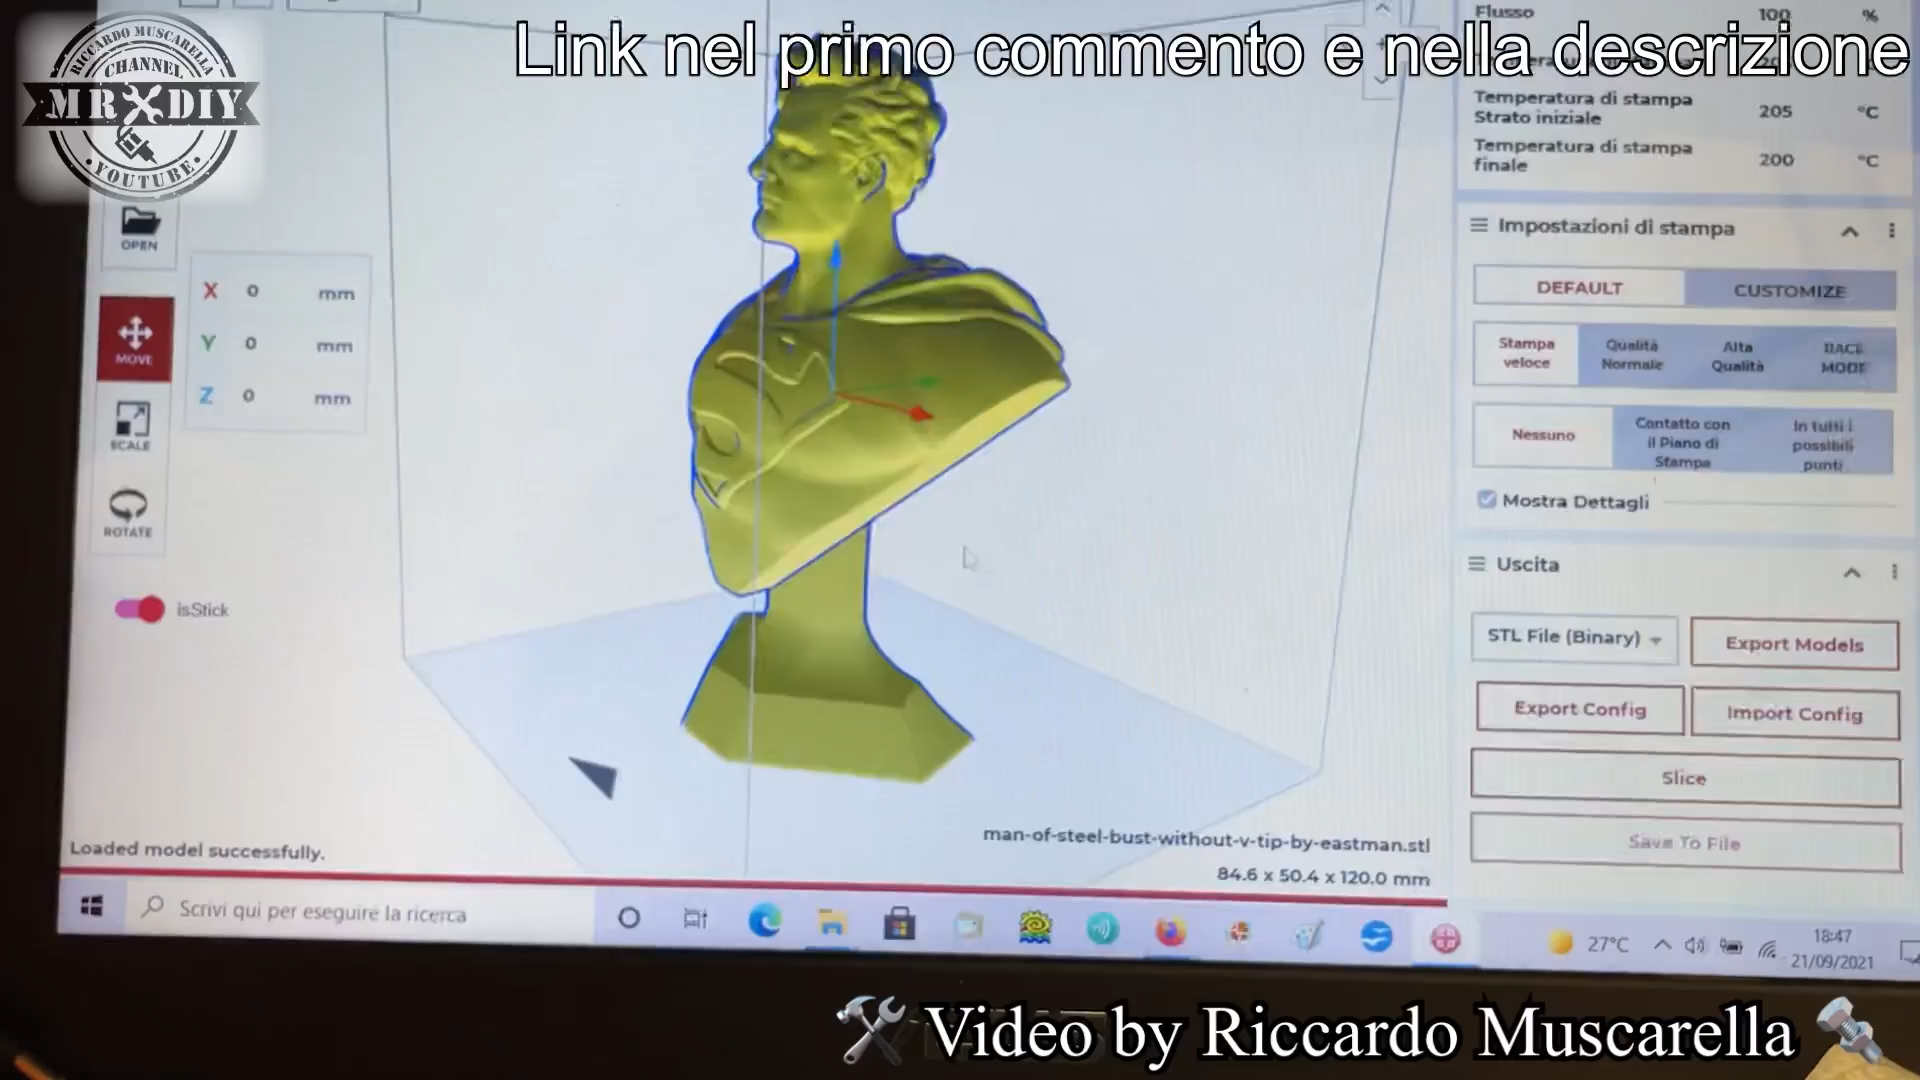 Link nel primo commento e nella descrizione
RICCARDO MUSCARELLA
CHANNEL
MR DIY
YOUTUBE
Flusso 100 %
Temperatura di stampa
Strato iniziale 205 °C
Temperatura di stampa
finale 200 °C
OPEN
X 0 mm
MOVE
Y 0 mm
Z 0 mm
SCALE
ROTATE
isStick
Impostazioni di stampa
DEFAULT CUSTOMIZE
Stampa
veloce
Qualità
Normale
Alta
Qualità
RACE
MODE
Nessuno
Contatto con
il Piano di
Stampa
In tutti i
possibili
punti
Mostra Dettagli
Uscita
STL File (Binary) Export Models
Export Config Import Config
Slice
Save To File
man-of-steel-bust-without-v-tip-by-eastman.stl
84.6 x 50.4 x 120.0 mm
Loaded model successfully.
Scrivi qui per eseguire la ricerca
27°C
18:47
21/09/2021
Video by Riccardo Muscarella